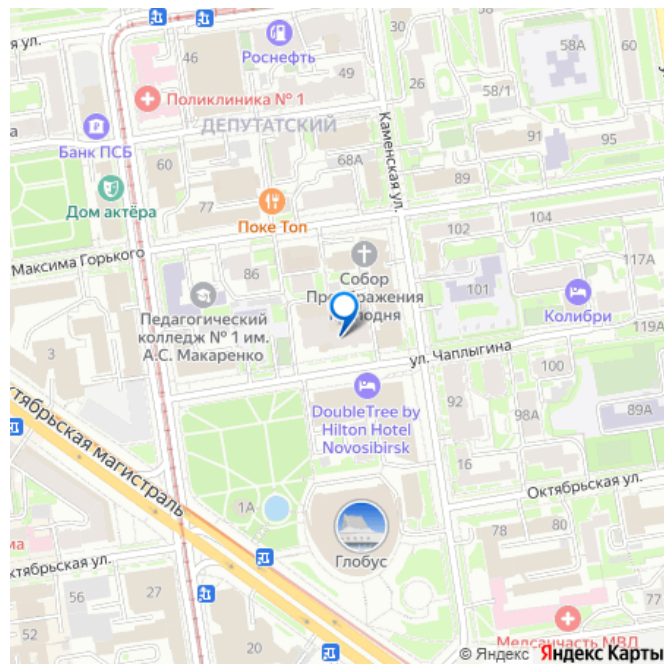 ская ул.
Роснефть
44
46
49
30
26
58А
60
58/1
Поликлиника № 1
ДЕПУТАТСКИЙ
Каменская ул.
91
95
Банк ПСБ
60
68А
89
Дом актёра
77
Поке Топ
102
104
Максима Горького
86
Собор
Преображения
Господня
101
117А
Колибри
Педагогический
колледж № 1 им.
А.С. Макаренко
3
ул. Чаплыгина
119А
100
DoubleTree by
Hilton Hotel
Novosibirsk
92
98А
89А
Октябрьская магистраль
16
1А
Октябрьская ул.
78
80
Глобус
Октябрьская ул.
56
27
52
20
Медсанчасть МВД
© Яндекс Яндекс Карты